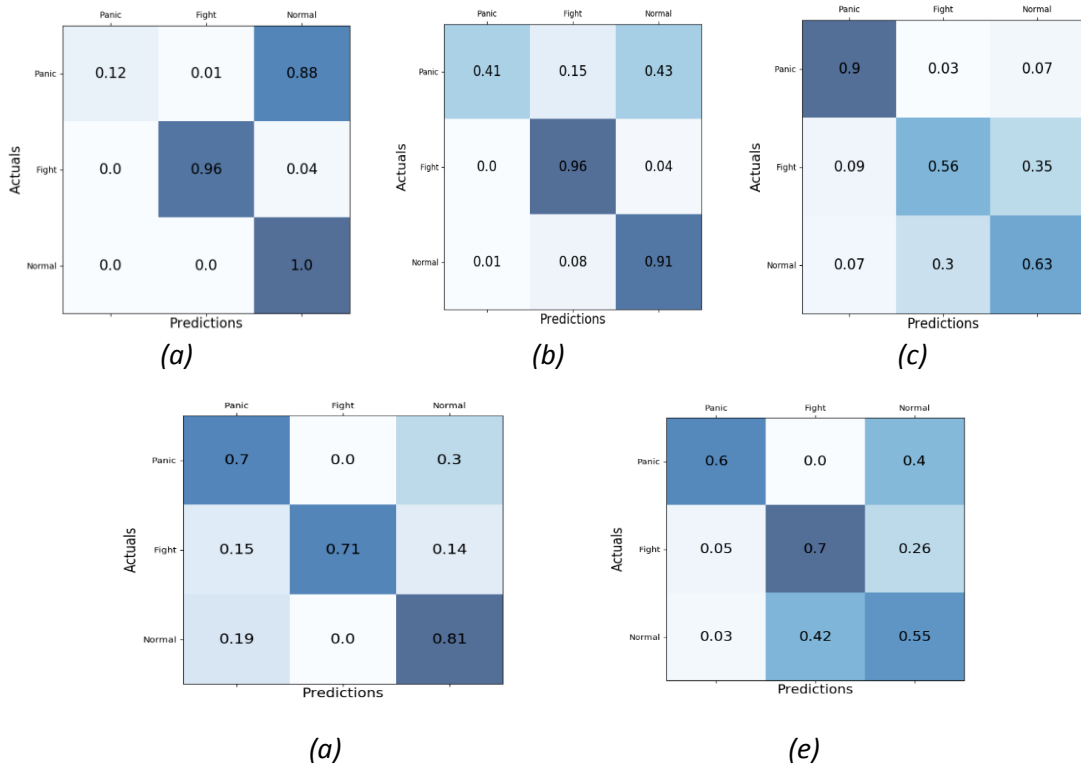 Panic Fight Normal
Panic 0.12 0.01 0.88
Fight 0.0 0.96 0.04
Normal 0.0 0.0 1.0
Actuals
Predictions
(a)
Panic Fight Normal
Panic 0.41 0.15 0.43
Fight 0.0 0.96 0.04
Normal 0.01 0.08 0.91
Actuals
Predictions
(b)
Panic Fight Normal
Panic 0.9 0.03 0.07
Fight 0.09 0.56 0.35
Normal 0.07 0.3 0.63
Actuals
Predictions
(c)
Panic Fight Normal
Panic 0.7 0.0 0.3
Fight 0.15 0.71 0.14
Normal 0.19 0.0 0.81
Actuals
Predictions
(a)
Panic Fight Normal
Panic 0.6 0.0 0.4
Fight 0.05 0.7 0.26
Normal 0.03 0.42 0.55
Actuals
Predictions
(e)